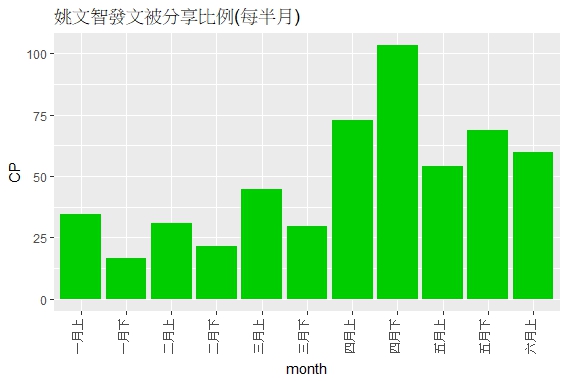 姚文智發文被分享比例(每半月)
CP
100
75
50
25
0
一月上
一月下
二月上
二月下
三月上
三月下
四月上
四月下
五月上
五月下
六月上
month